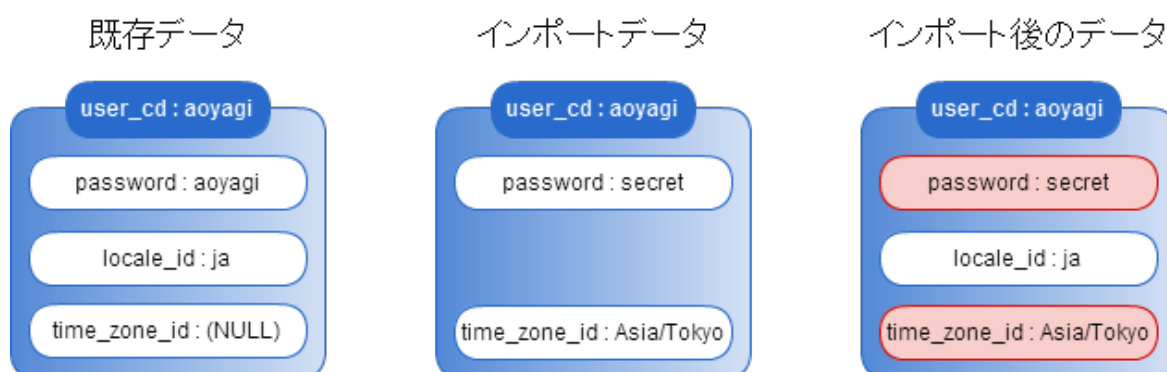 既存データ
インポートデータ
インポート後のデータ
user_cd : aoyagi
password : aoyagi
locale_id : ja
time_zone_id : (NULL)
user_cd : aoyagi
password : secret
time_zone_id : Asia/Tokyo
user_cd : aoyagi
password : secret
locale_id : ja
time_zone_id : Asia/Tokyo